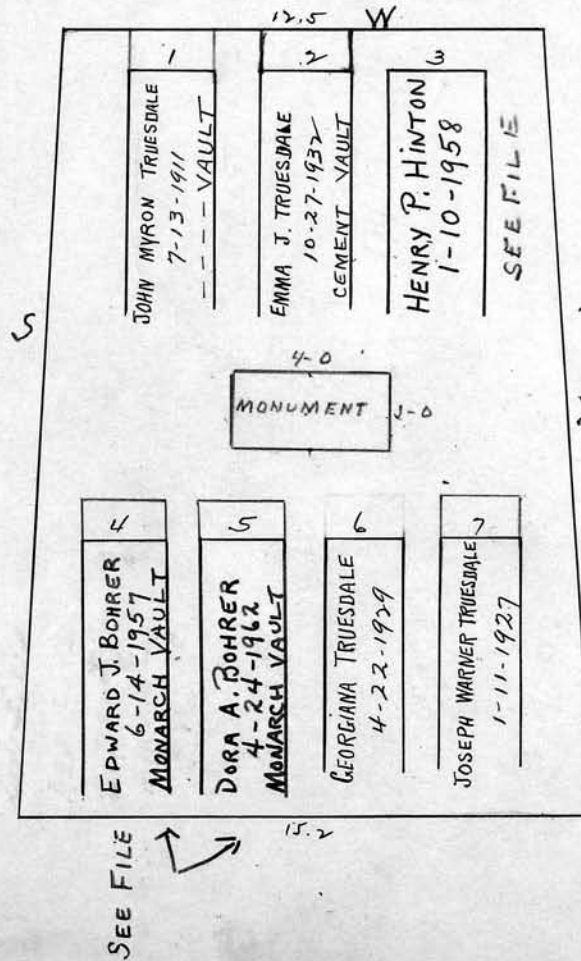 12.5 W
S
1
JOHN MYRON TRUESDALE
7-13-1911
- - - - VAULT
2
EMMA J. TRUESDALE
10-27-1932
CEMENT VAULT
3
HENRY P. HINTON
1-10-1958
SEE FILE
4-0
MONUMENT
4
EDWARD J. BOHRER
6-14-1957
MONARCH VAULT
5
DORA A. BOHRER
4-24-1962
MONARCH VAULT
6
GEORGIANA TRUESDALE
4-22-1929
7
JOSEPH WARNER TRUESDALE
1-11-1927
SEE FILE
15.2